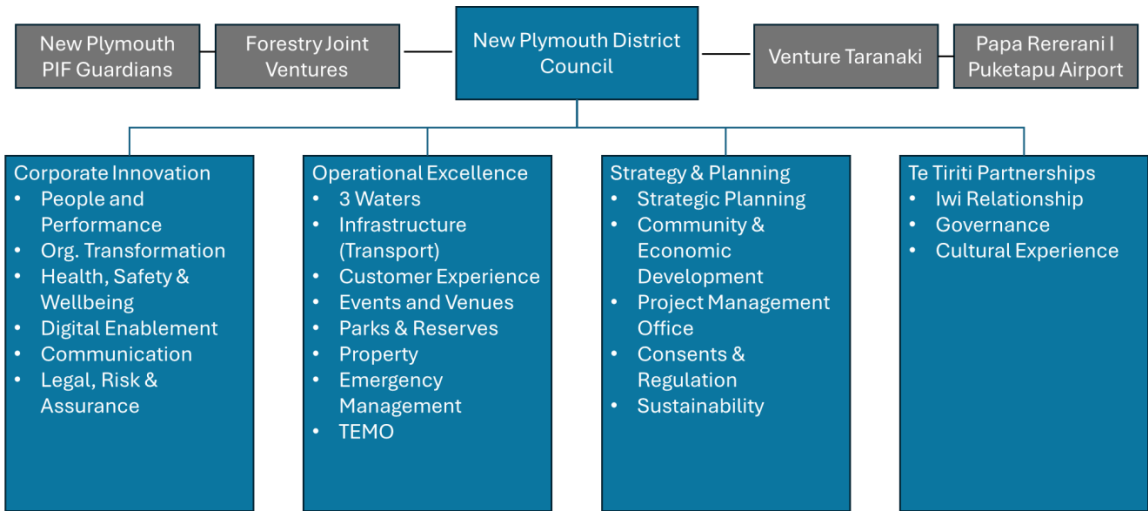 New Plymouth
PIF Guardians
Forestry Joint
Ventures
New Plymouth District
Council
Venture Taranaki
Papa Rererani I
Puketapu Airport
Corporate Innovation
• People and
Performance
• Org. Transformation
• Health, Safety &
Wellbeing
• Digital Enablement
• Communication
• Legal, Risk &
Assurance
Operational Excellence
• 3 Waters
• Infrastructure
(Transport)
• Customer Experience
• Events and Venues
• Parks & Reserves
• Property
• Emergency
Management
• TEMO
Strategy & Planning
• Strategic Planning
• Community &
Economic
Development
• Project Management
Office
• Consents &
Regulation
• Sustainability
Te Tiriti Partnerships
• Iwi Relationship
• Governance
• Cultural Experience